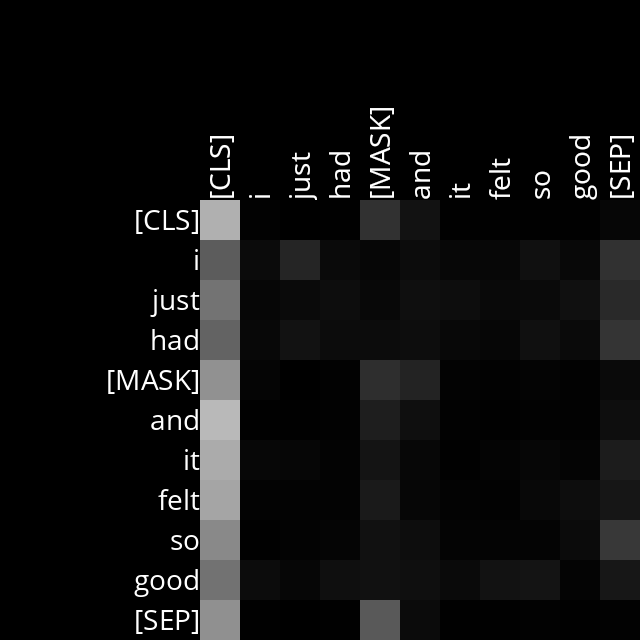 [CLS] i just had [MASK] and it felt so good [SEP]
[CLS]
i
just
had
[MASK]
and
it
felt
so
good
[SEP]